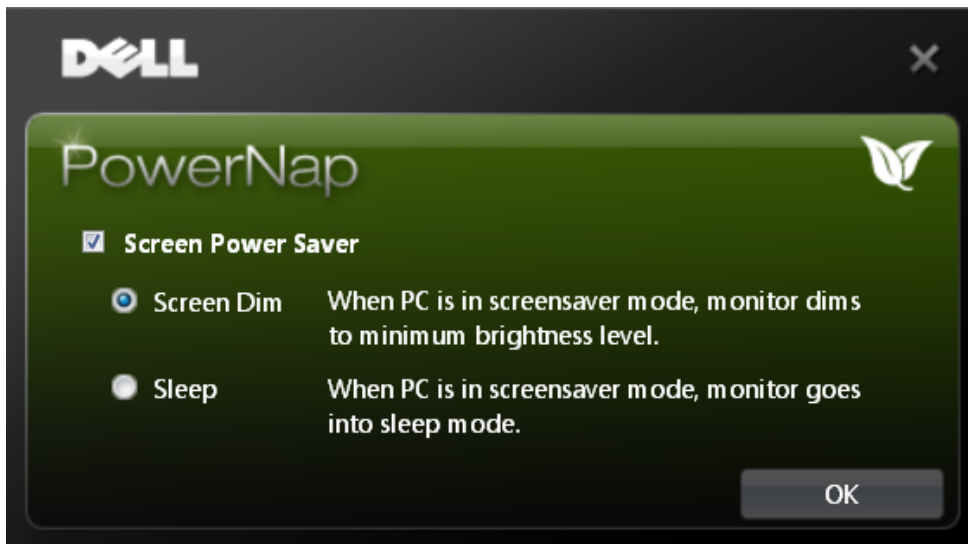 DELL
PowerNap
Screen Power Saver
Screen Dim When PC is in screensaver mode, monitor dims
to minimum brightness level.
Sleep When PC is in screensaver mode, monitor goes
into sleep mode.
OK